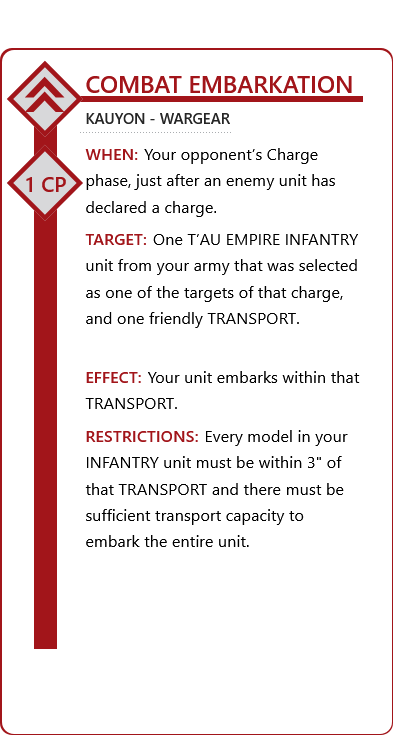 COMBAT EMBARKATION
KAUYON - WARGEAR
1 CP
WHEN: Your opponent’s Charge
phase, just after an enemy unit has
declared a charge.
TARGET: One T’AU EMPIRE INFANTRY
unit from your army that was selected
as one of the targets of that charge,
and one friendly TRANSPORT.
EFFECT: Your unit embarks within that
TRANSPORT.
RESTRICTIONS: Every model in your
INFANTRY unit must be within 3" of
that TRANSPORT and there must be
sufficient transport capacity to
embark the entire unit.